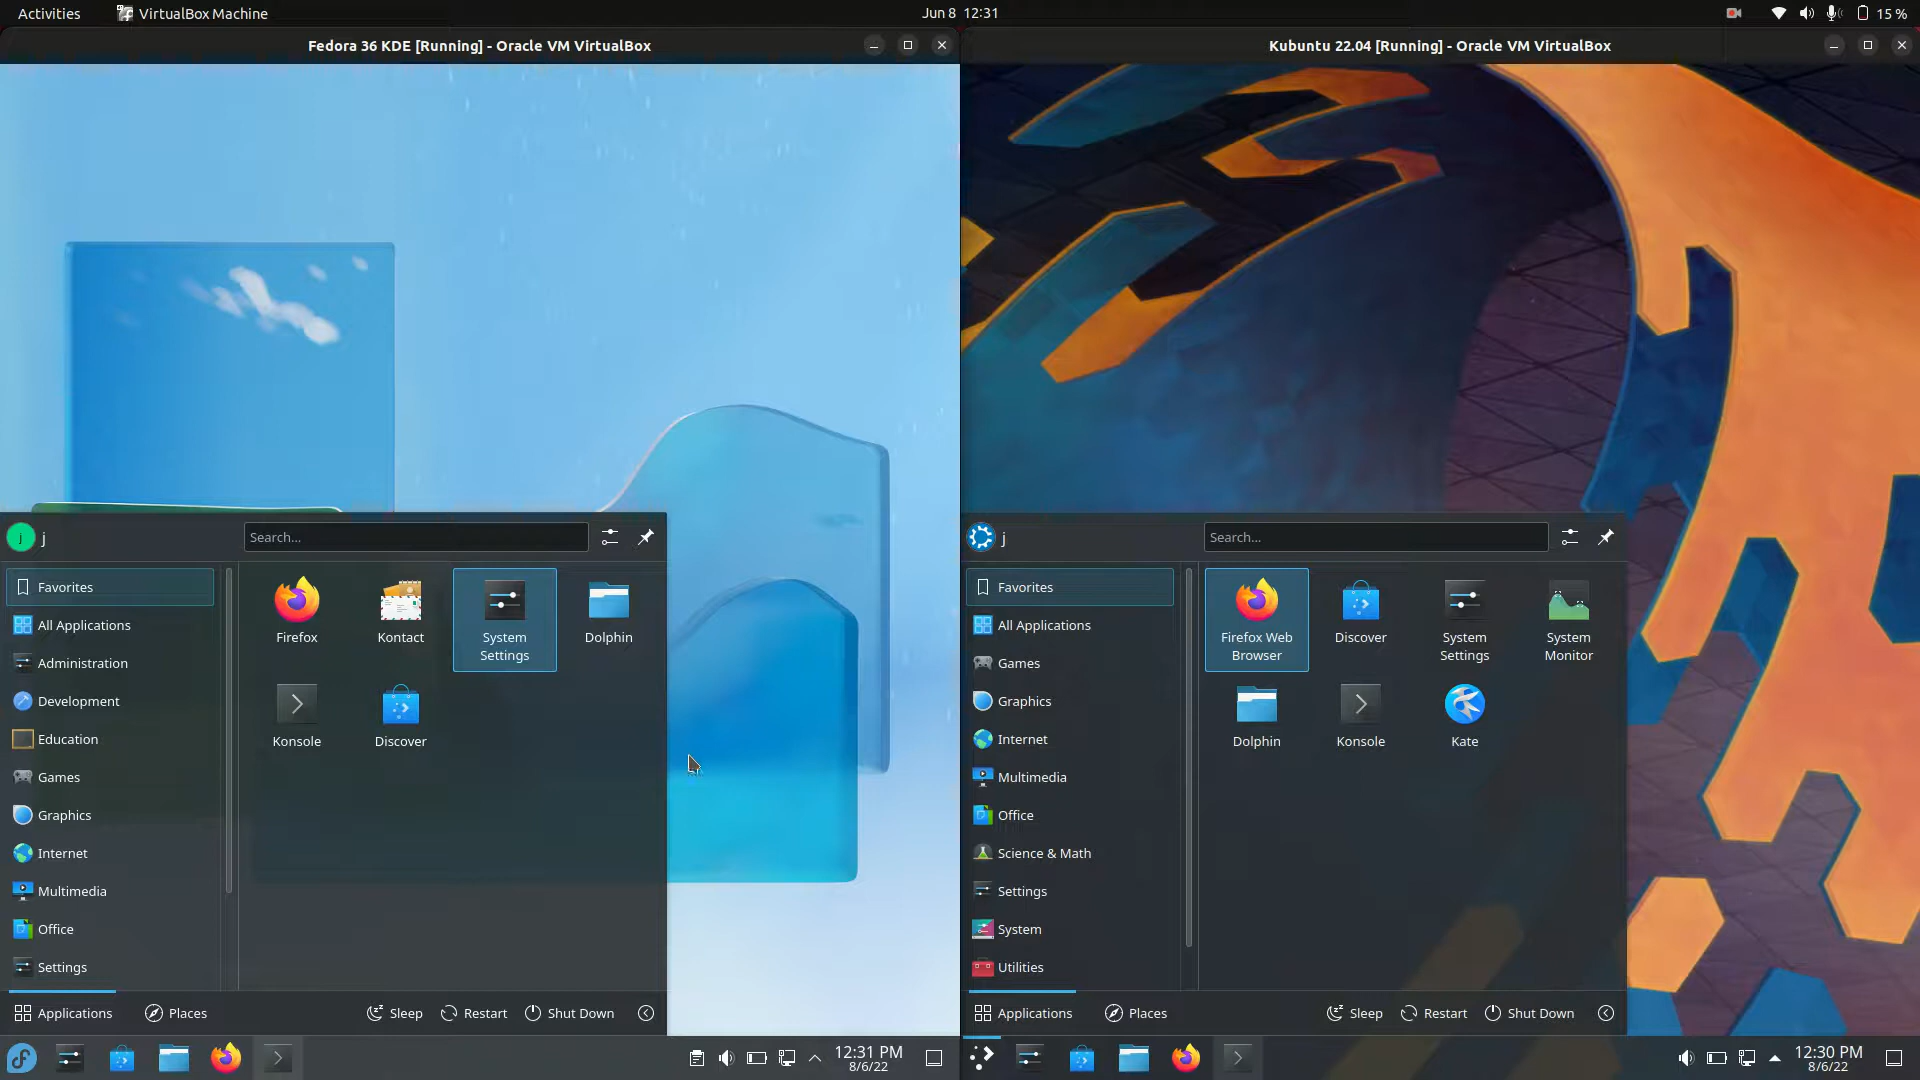 Activities VirtualBox Machine Jun 8 12:31 15 %
Fedora 36 KDE [Running] - Oracle VM VirtualBox
j Search...
Favorites
All Applications
Administration
Development
Education
Games
Graphics
Internet
Multimedia
Office
Settings
Firefox Kontact System Settings Dolphin
Konsole Discover
Applications Places Sleep Restart Shut Down
12:31 PM
8/6/22
Kubuntu 22.04 [Running] - Oracle VM VirtualBox
j Search...
Favorites
All Applications
Games
Graphics
Internet
Multimedia
Office
Science & Math
Settings
System
Utilities
Firefox Web Browser Discover System Settings System Monitor
Dolphin Konsole Kate
Applications Places Sleep Restart Shut Down
12:30 PM
8/6/22